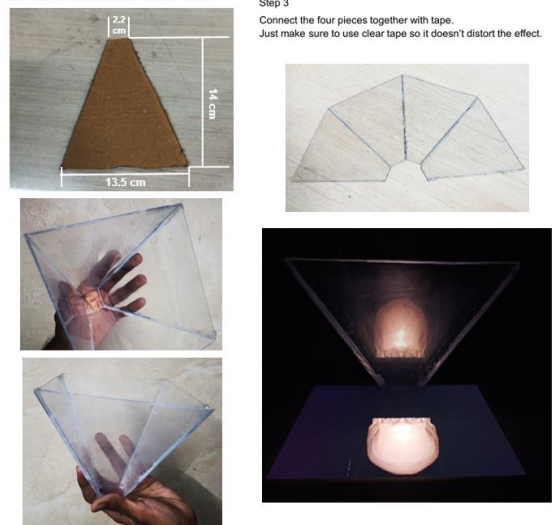 2.2
cm
14 cm
13.5 cm
Step 3
Connect the four pieces together with tape.
Just make sure to use clear tape so it doesn't distort the effect.